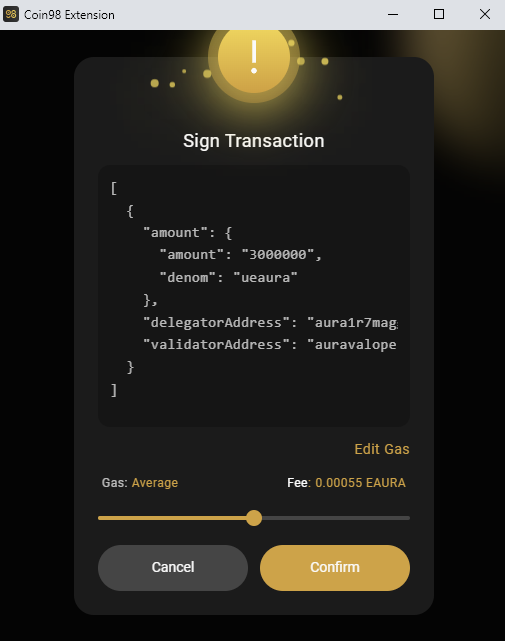 Coin98 Extension
!
Sign Transaction
[
{
"amount": {
"amount": "3000000",
"denom": "ueaura"
},
"delegatorAddress": "aura1r7mag
"validatorAddress": "auravalope
}
]
Edit Gas
Gas: Average
Fee: 0.00055 EAURA
Cancel
Confirm